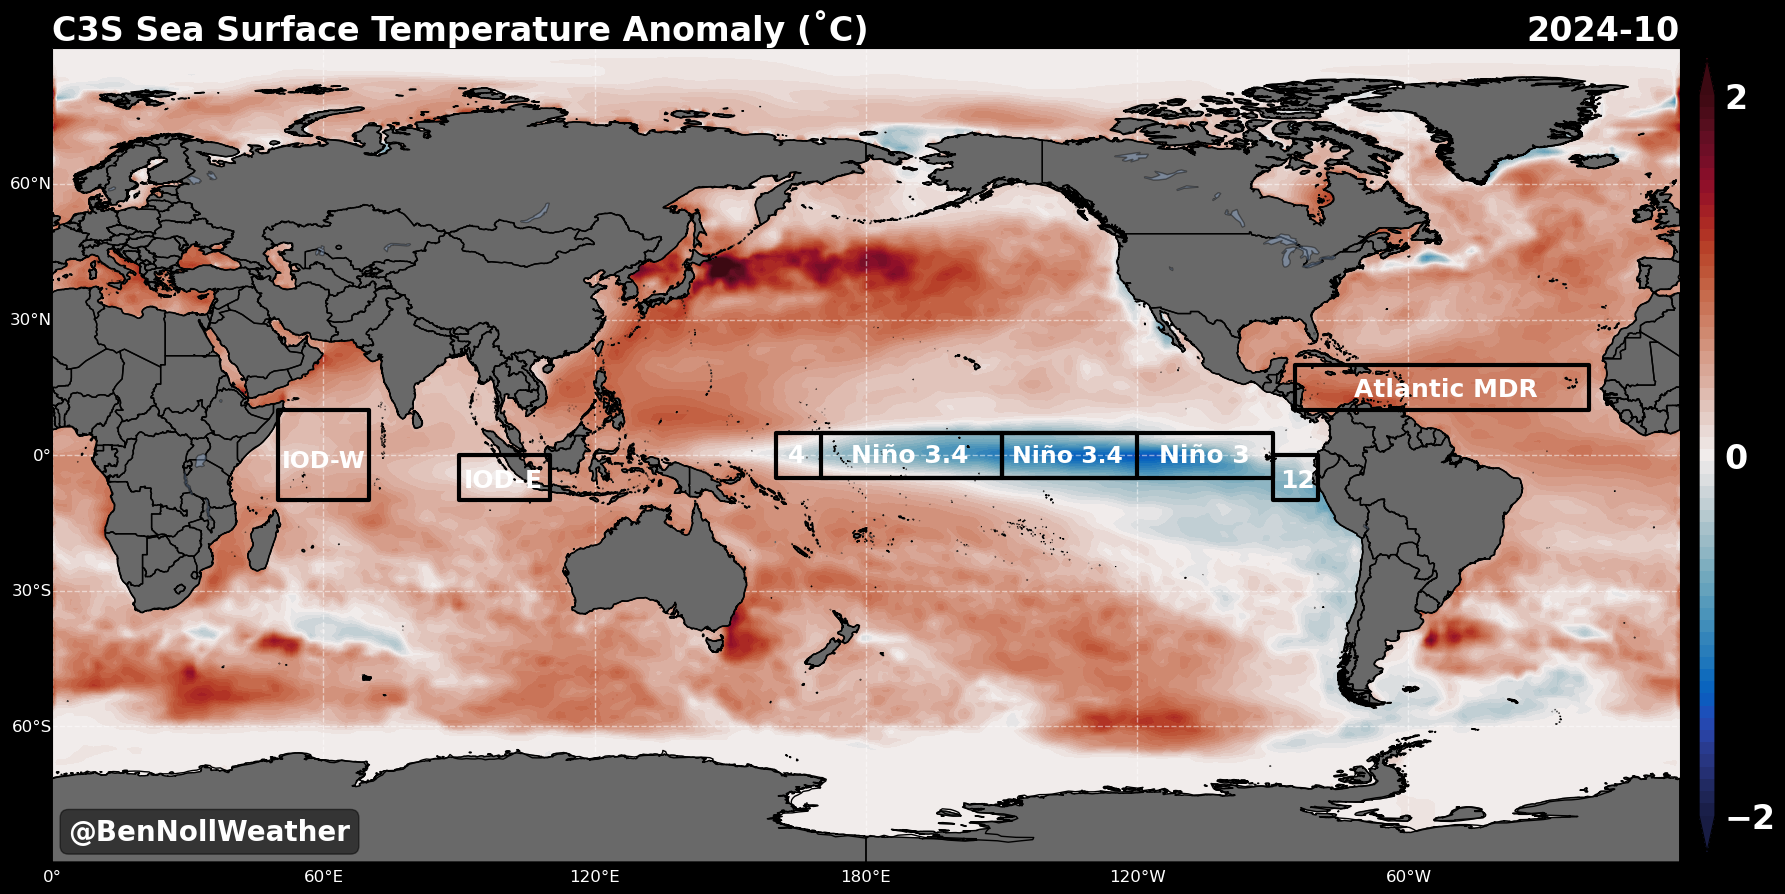 C3S Sea Surface Temperature Anomaly (˚C) 2024-10
2
60°N
30°N
Atlantic MDR
0° IOD-W IOD-E 4 Niño 3.4 Niño 3.4 Niño 3 12 0
30°S
60°S
−2
@BenNollWeather
0° 60°E 120°E 180°E 120°W 60°W